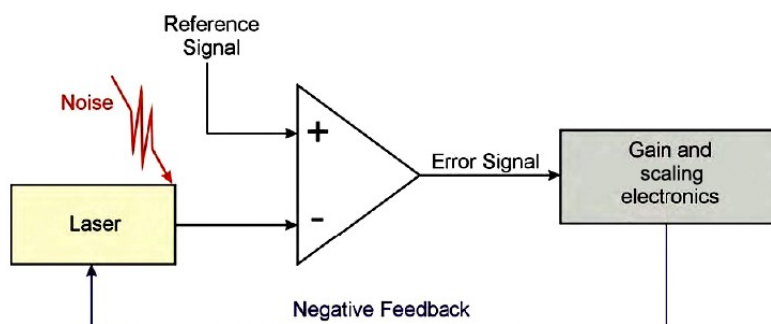 Reference
Signal
Noise
+
Error Signal
Gain and
scaling
electronics
Laser
-
Negative Feedback